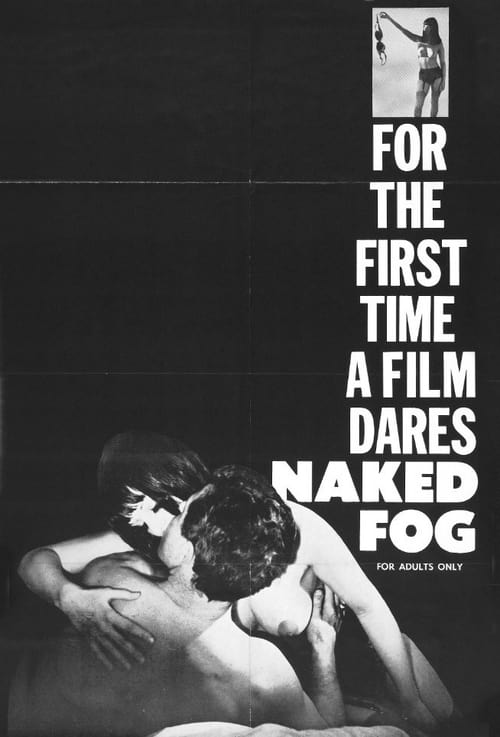 FOR
THE
FIRST
TIME
A FILM
DARES
NAKED
FOG
FOR ADULTS ONLY